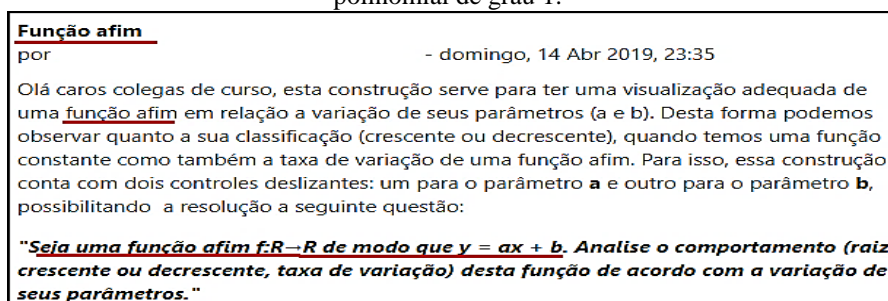 polinomial de grau 1.
Função afim
por - domingo, 14 Abr 2019, 23:35
Olá caros colegas de curso, esta construção serve para ter uma visualização adequada de
uma função afim em relação a variação de seus parâmetros (a e b). Desta forma podemos
observar quanto a sua classificação (crescente ou decrescente), quando temos uma função
constante como também a taxa de variação de uma função afim. Para isso, essa construção
conta com dois controles deslizantes: um para o parâmetro a e outro para o parâmetro b,
possibilitando a resolução a seguinte questão:
"Seja uma função afim f:R→R de modo que y = ax + b. Analise o comportamento (raiz
crescente ou decrescente, taxa de variação) desta função de acordo com a variação de
seus parâmetros."